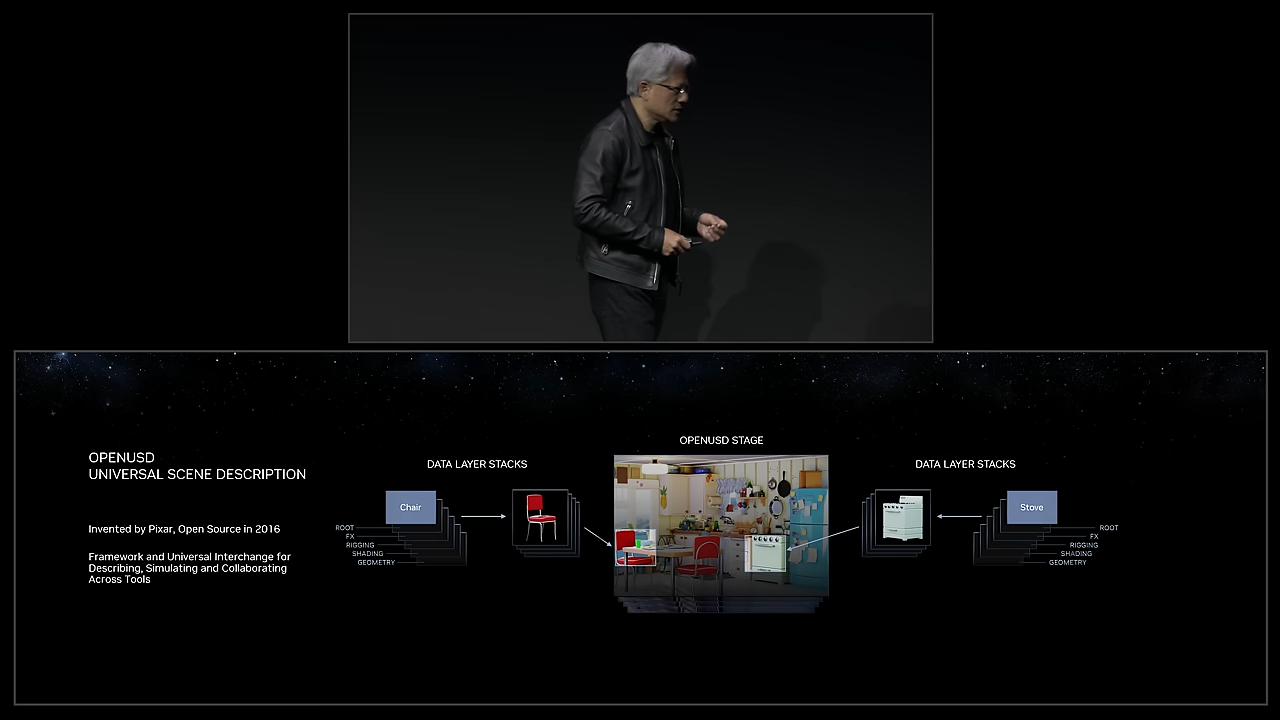 OPENUSD
UNIVERSAL SCENE DESCRIPTION
Invented by Pixar, Open Source in 2016
Framework and Universal Interchange for
Describing, Simulating and Collaborating
Across Tools
DATA LAYER STACKS
Chair
ROOT
FX
RIGGING
SHADING
GEOMETRY
OPENUSD STAGE
DATA LAYER STACKS
Stove
ROOT
FX
RIGGING
SHADING
GEOMETRY